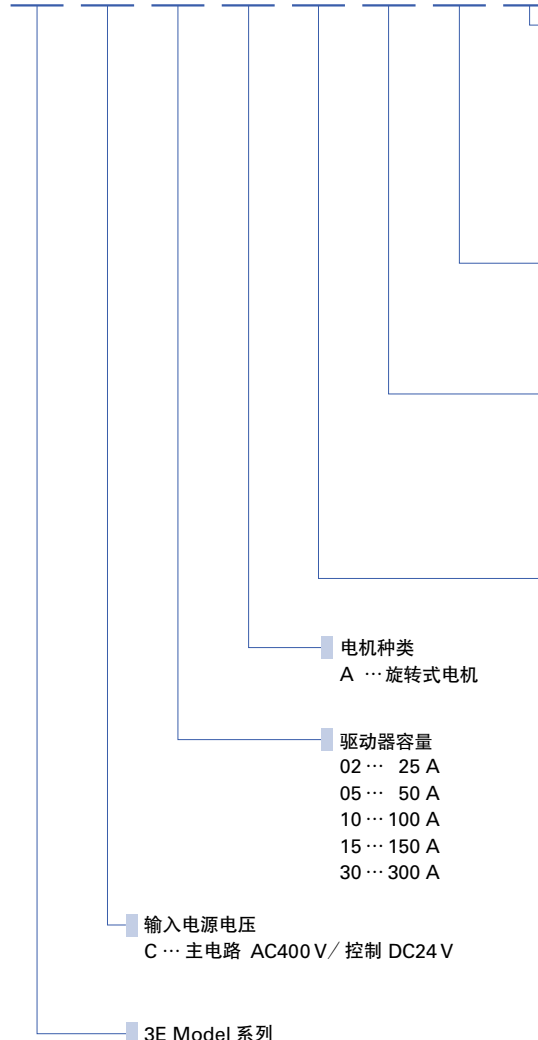 电机种类
A … 旋转式电机
驱动器容量
02 … 25 A
05 … 50 A
10 … 100 A
15 … 150 A
30 … 300 A
输入电源电压
C … 主电路 AC400 V/ 控制 DC24 V
3E Model 系列